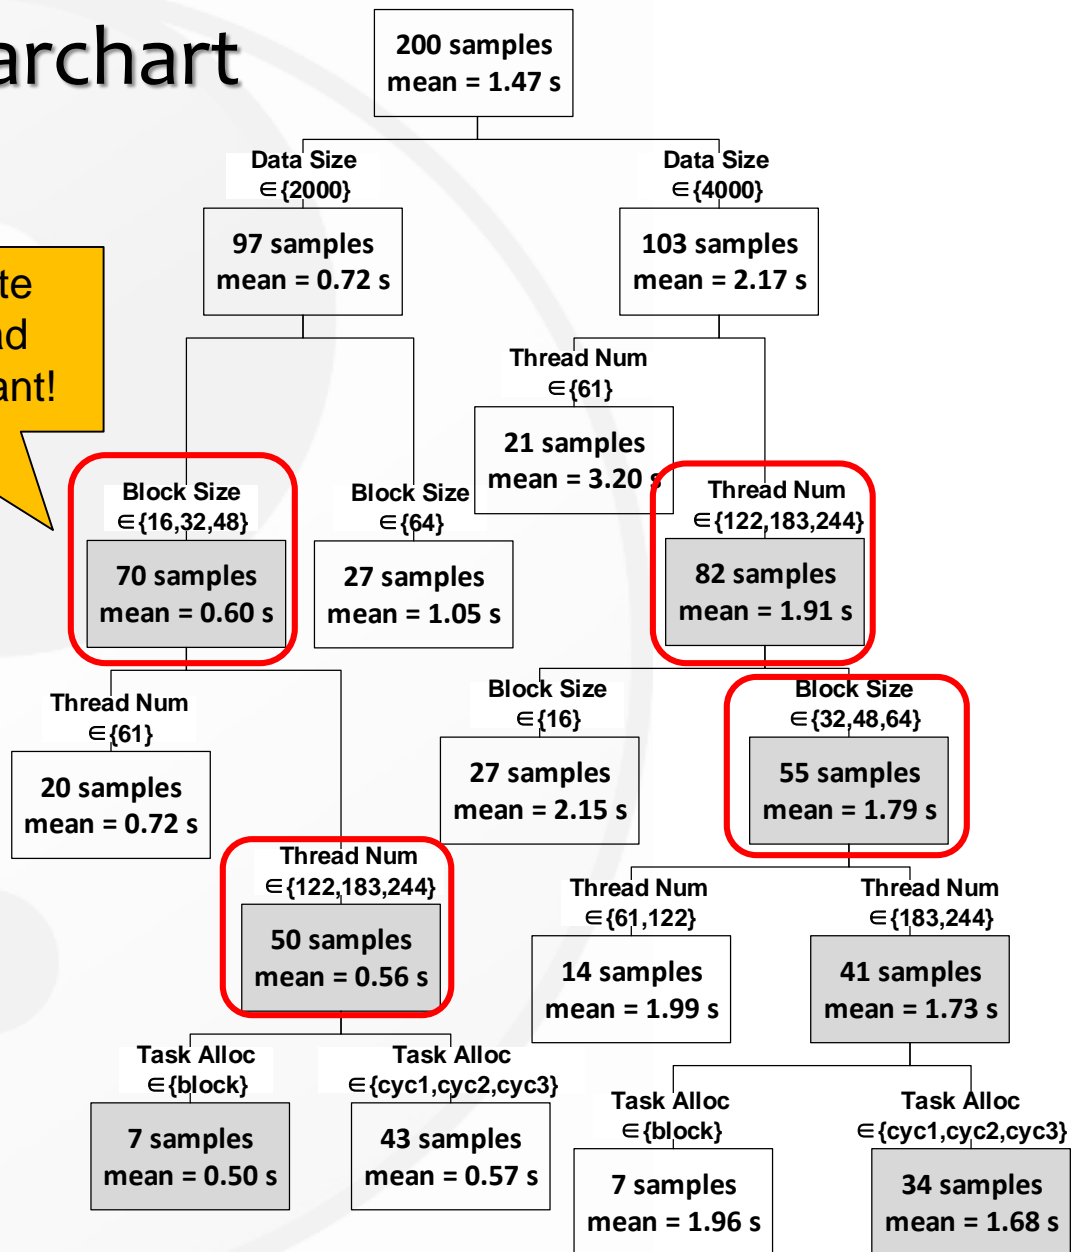 archart
200 samples
mean = 1.47 s
Data Size
∈{2000}
Data Size
∈{4000}
97 samples
mean = 0.72 s
103 samples
mean = 2.17 s
te
ad
ant!
Thread Num
∈{61}
21 samples
mean = 3.20 s
Block Size
∈{16,32,48}
Block Size
∈{64}
Thread Num
∈{122,183,244}
70 samples
mean = 0.60 s
27 samples
mean = 1.05 s
82 samples
mean = 1.91 s
Thread Num
∈{61}
Block Size
∈{16}
Block Size
∈{32,48,64}
20 samples
mean = 0.72 s
27 samples
mean = 2.15 s
55 samples
mean = 1.79 s
Thread Num
∈{122,183,244}
Thread Num
∈{61,122}
Thread Num
∈{183,244}
50 samples
mean = 0.56 s
14 samples
mean = 1.99 s
41 samples
mean = 1.73 s
Task Alloc
∈{block}
Task Alloc
∈{cyc1,cyc2,cyc3}
Task Alloc
∈{block}
Task Alloc
∈{cyc1,cyc2,cyc3}
7 samples
mean = 0.50 s
43 samples
mean = 0.57 s
7 samples
mean = 1.96 s
34 samples
mean = 1.68 s